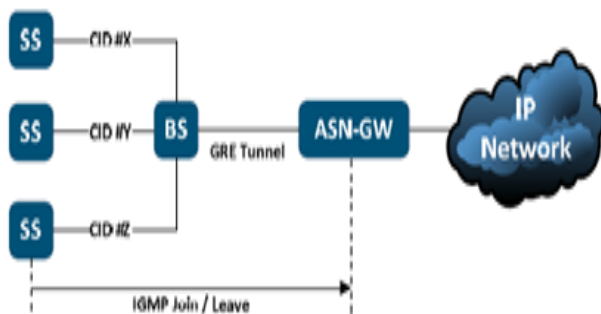 SS
CID #X
SS
CID #Y
BS
GRE Tunnel
ASN-GW
IP
Network
SS
CID #Z
IGMP Join / Leave